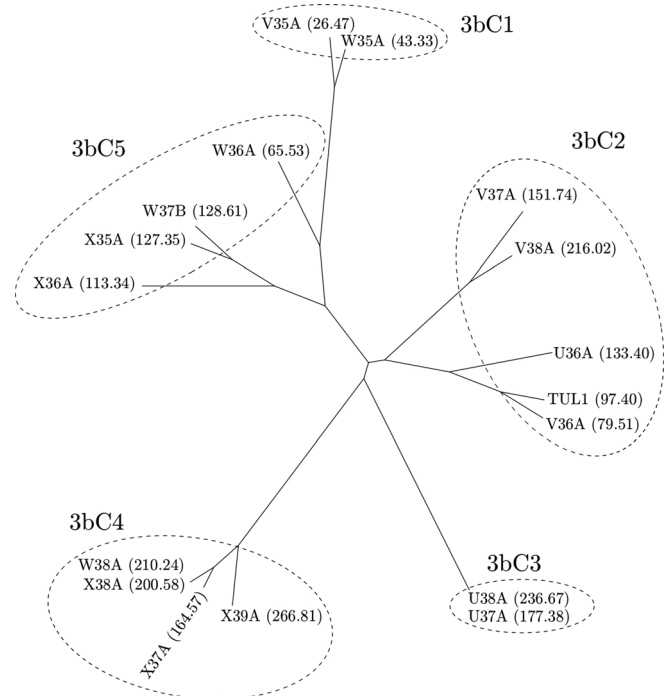 V35A (26.47)
3bC1
W35A (43.33)
3bC5
W36A (65.53)
3bC2
V37A (151.74)
W37B (128.61)
X35A (127.35)
V38A (216.02)
X36A (113.34)
U36A (133.40)
TUL1 (97.40)
V36A (79.51)
3bC4
3bC3
W38A (210.24)
X38A (200.58)
X37A (164.57)
X39A (266.81)
U38A (236.67)
U37A (177.38)